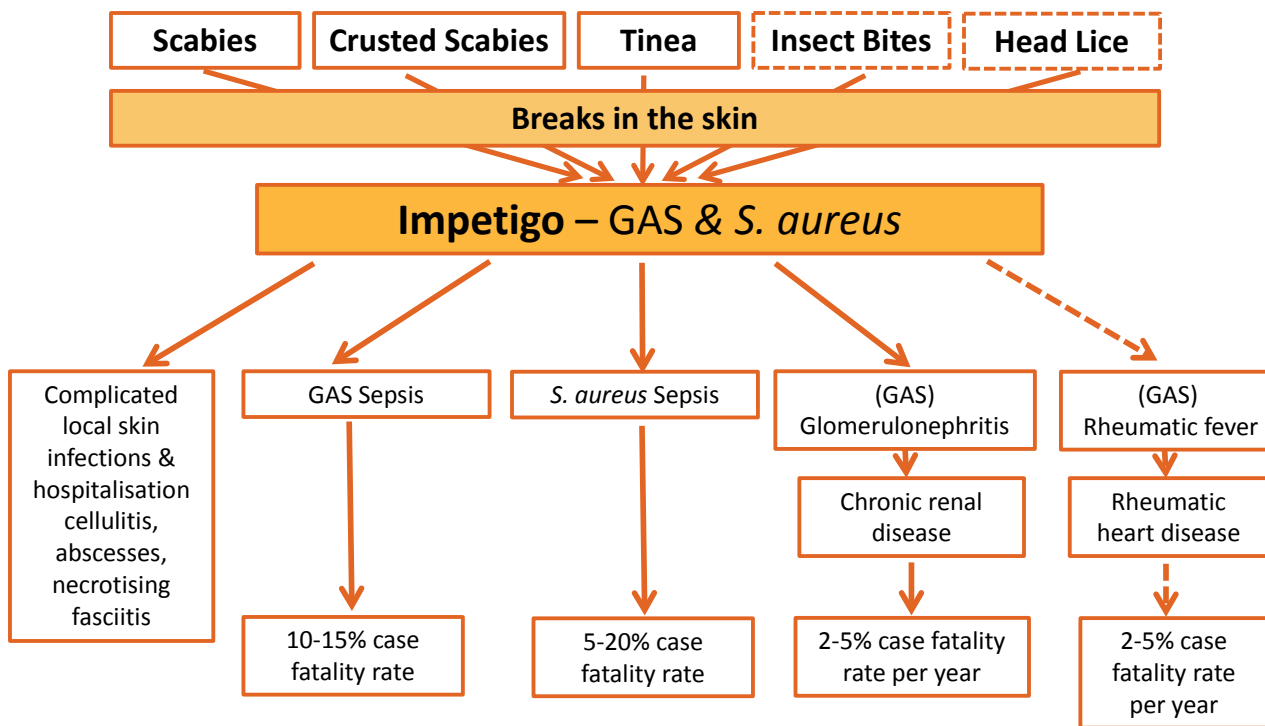 Scabies
Crusted Scabies
Tinea
Insect Bites
Head Lice
Breaks in the skin
Impetigo – GAS & S. aureus
Complicated
local skin
infections &
hospitalisation
cellulitis,
abscesses,
necrotising
fasciitis
GAS Sepsis
10-15% case
fatality rate
S. aureus Sepsis
5-20% case
fatality rate
(GAS)
Glomerulonephritis
Chronic renal
disease
2-5% case fatality
rate per year
(GAS)
Rheumatic fever
Rheumatic
heart disease
2-5% case
fatality rate
per year